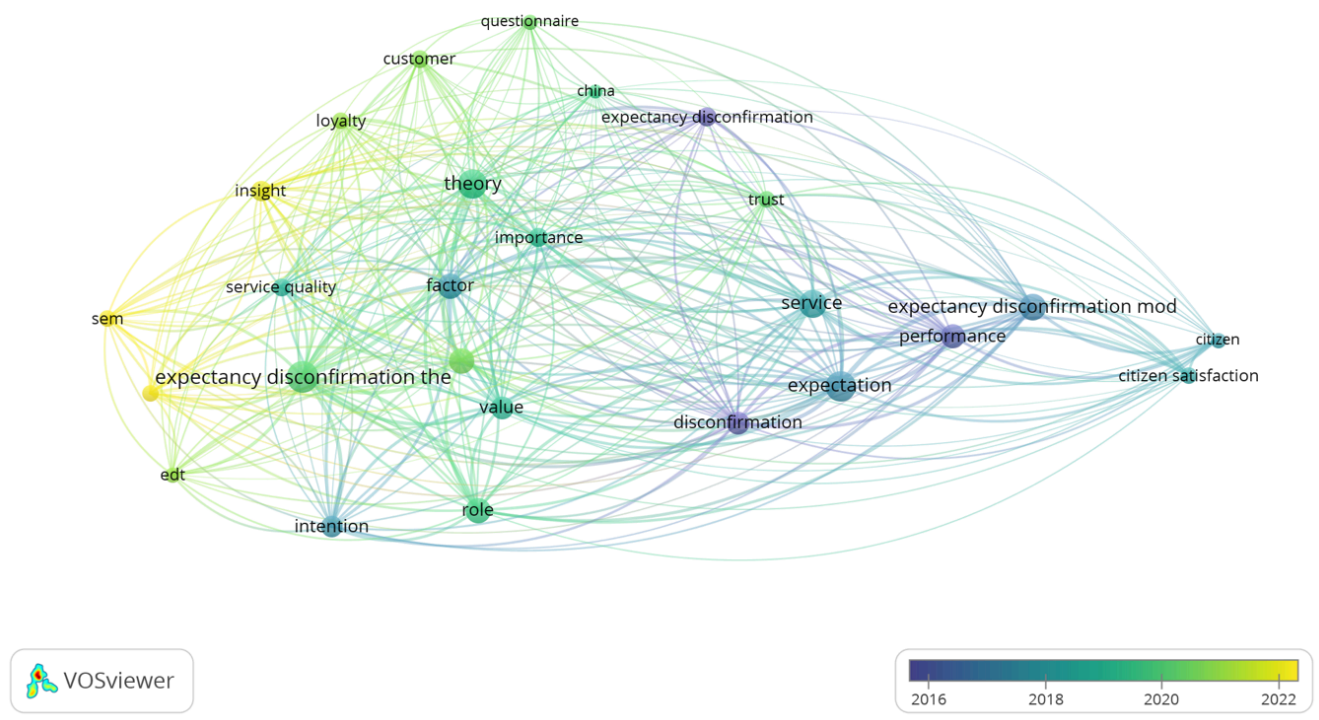 questionnaire
customer
china
expectancy disconfirmation
loyalty
theory
insight
trust
importance
service quality
factor
service
expectancy disconfirmation mod
sem
performance
citizen
expectancy disconfirmation the
citizen satisfaction
expectation
value
disconfirmation
edt
role
intention
VOSviewer
2016 2018 2020 2022